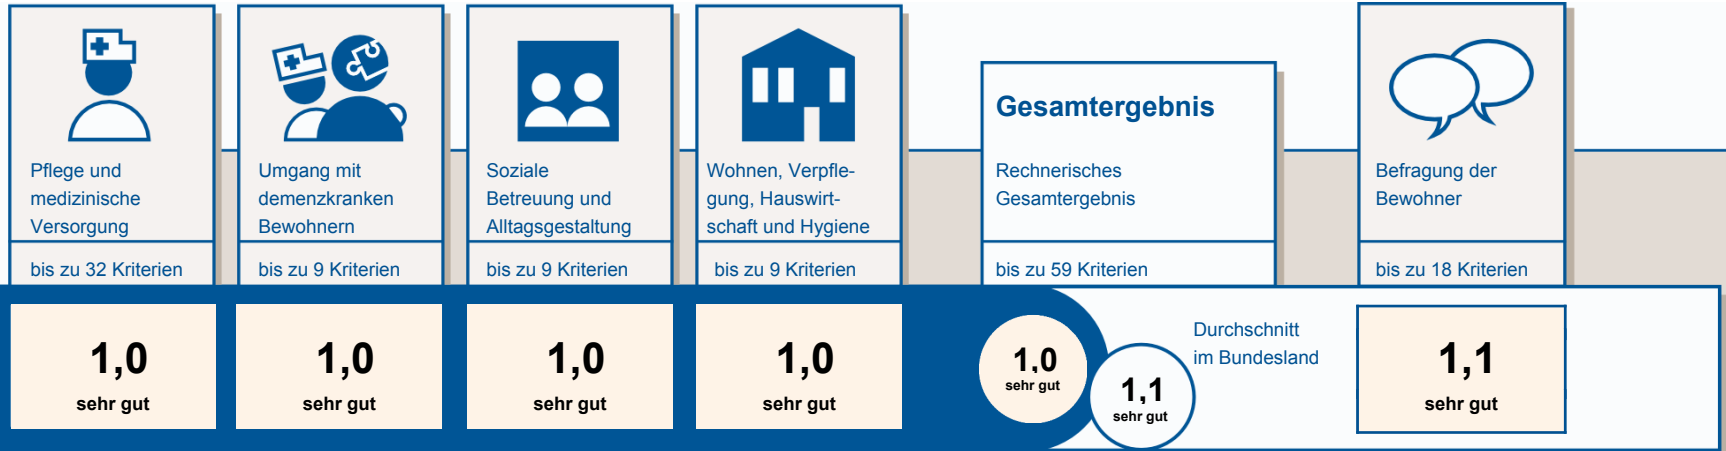 Pflege und
medizinische
Versorgung
bis zu 32 Kriterien
1,0
sehr gut
Umgang mit
demenzkranken
Bewohnern
bis zu 9 Kriterien
1,0
sehr gut
Soziale
Betreuung und
Alltagsgestaltung
bis zu 9 Kriterien
1,0
sehr gut
Wohnen, Verpfle-
gung, Hauswirt-
schaft und Hygiene
bis zu 9 Kriterien
1,0
sehr gut
Gesamtergebnis
Rechnerisches
Gesamtergebnis
bis zu 59 Kriterien
1,0
sehr gut
1,1
sehr gut
Durchschnitt
im Bundesland
Befragung der
Bewohner
bis zu 18 Kriterien
1,1
sehr gut